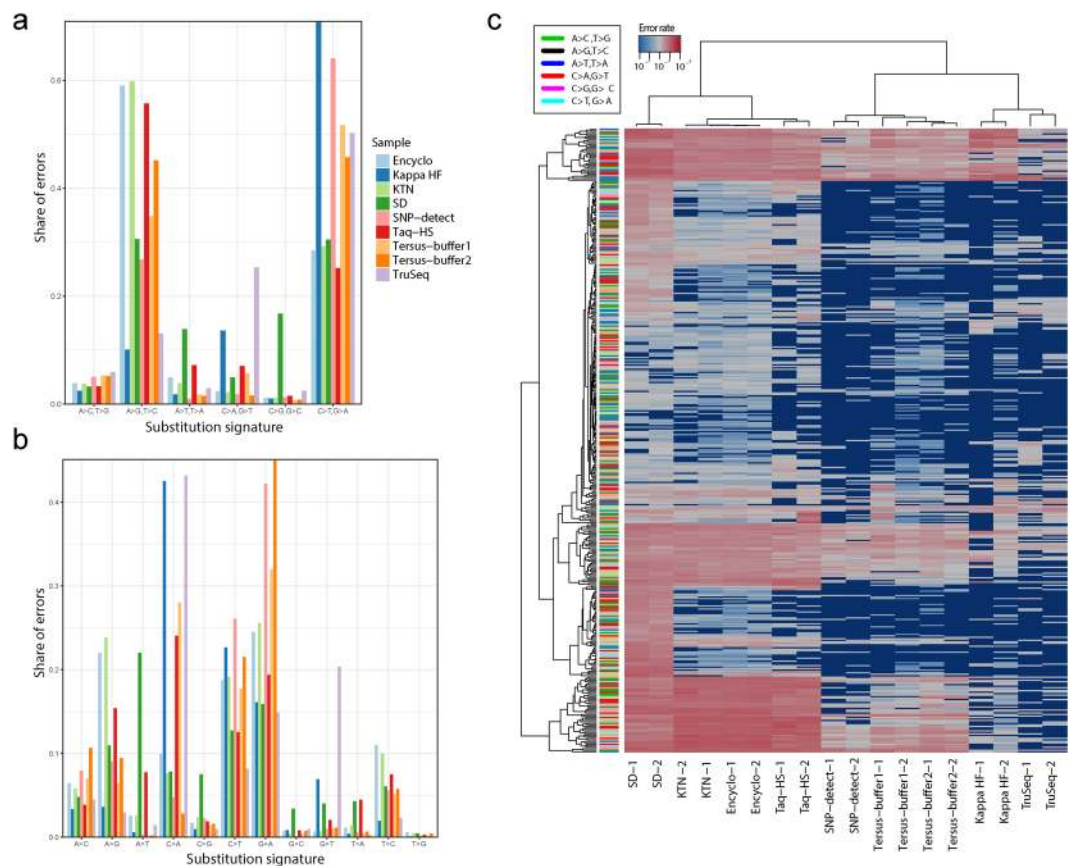 a
Share of errors
0.6
0.4
0.2
0.0
A>C,T>G
A>G,T>C
A>T,T>A
C>A,G>T
C>G,G>C
C>T,G>A
Substitution signature
Sample
Encyclo
Kappa HF
KTN
SD
SNP-detect
Taq-HS
Tersus-buffer1
Tersus-buffer2
TruSeq
b
Share of errors
0.4
0.3
0.2
0.1
0.0
A>C
A>G
A>T
C>A
C>G
C>T
G>A
G>C
G>T
T>A
T>C
T>G
Substitution signature
c
A>C ,T>G
A>G,T>C
A>T,T>A
C>A,G>T
C>G,G> C
C>T, G> A
Error rate
SD-1
SD-2
KTN-2
KTN-1
Encyclo-1
Encyclo-2
Taq-HS-1
Taq-HS-2
SNP-detect-1
SNP-detect-2
Tersus-buffer1-1
Tersus-buffer1-2
Tersus-buffer2-1
Tersus-buffer2-2
Kappa HF-1
Kappa HF-2
TruSeq-1
TruSeq-2